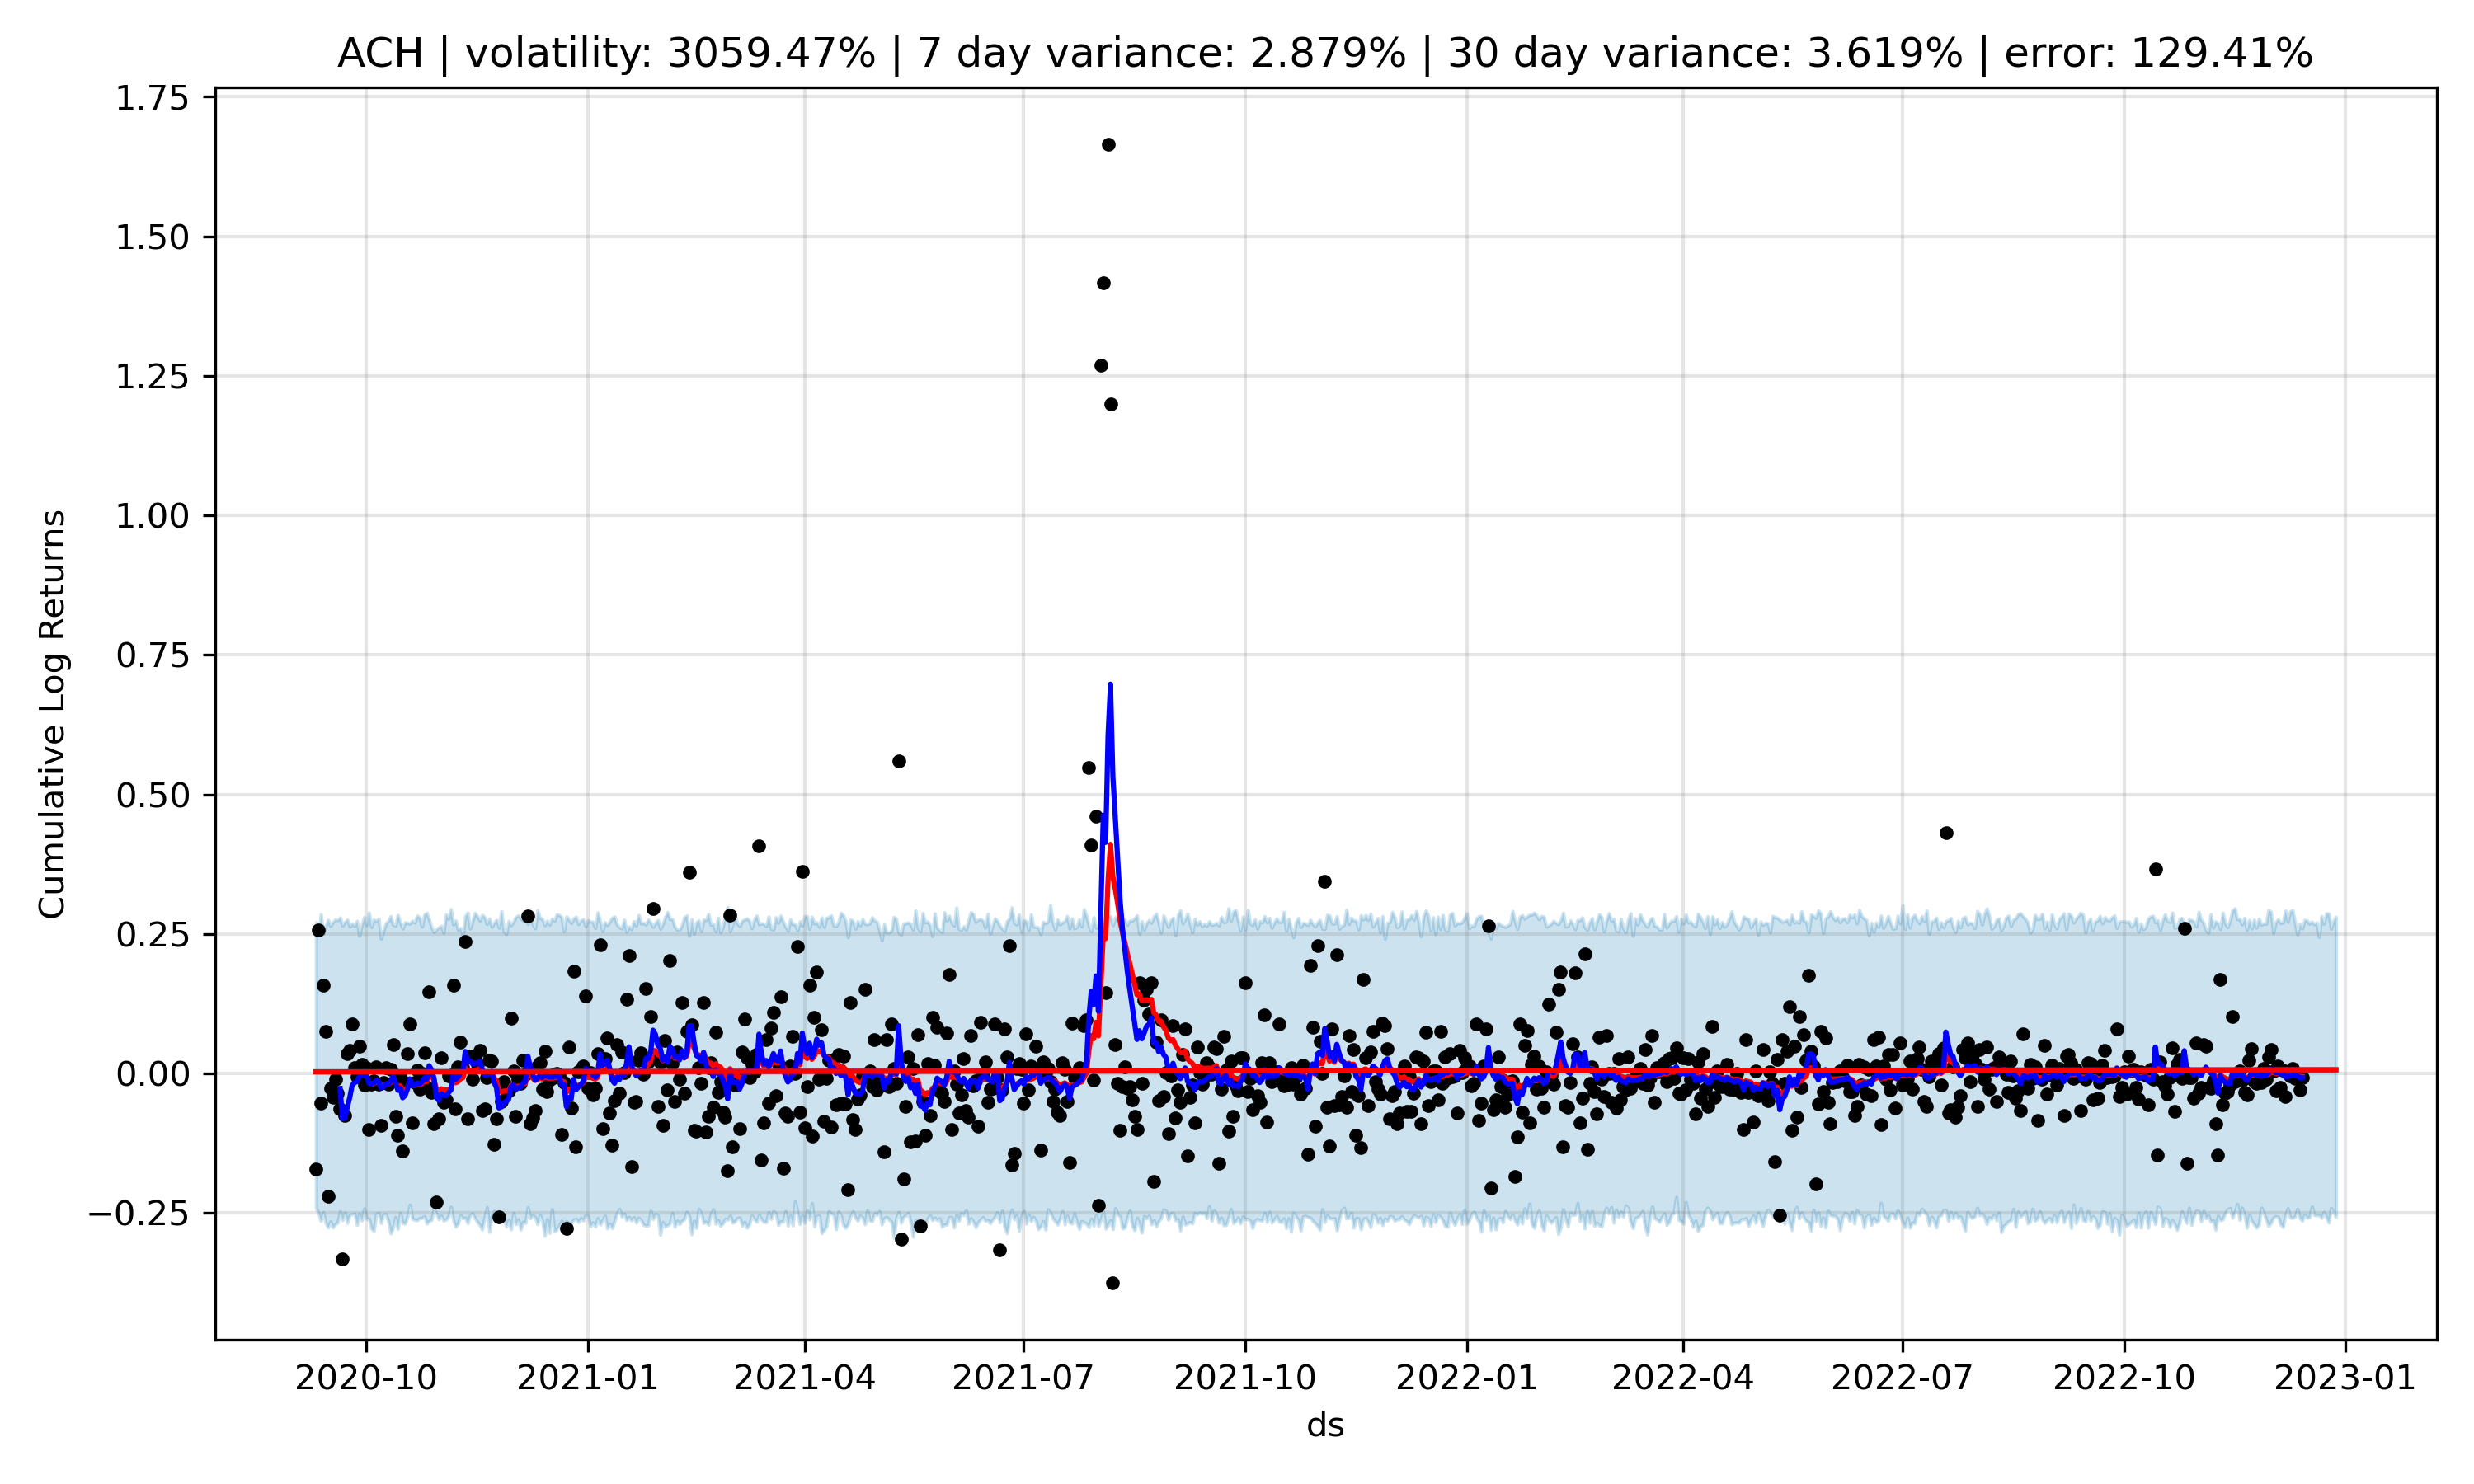 ACH | volatility: 3059.47% | 7 day variance: 2.879% | 30 day variance: 3.619% | error: 129.41%
1.75
1.50
1.25
1.00
0.75
0.50
0.25
0.00
−0.25
Cumulative Log Returns
2020-10 2021-01 2021-04 2021-07 2021-10 2022-01 2022-04 2022-07 2022-10 2023-01
ds